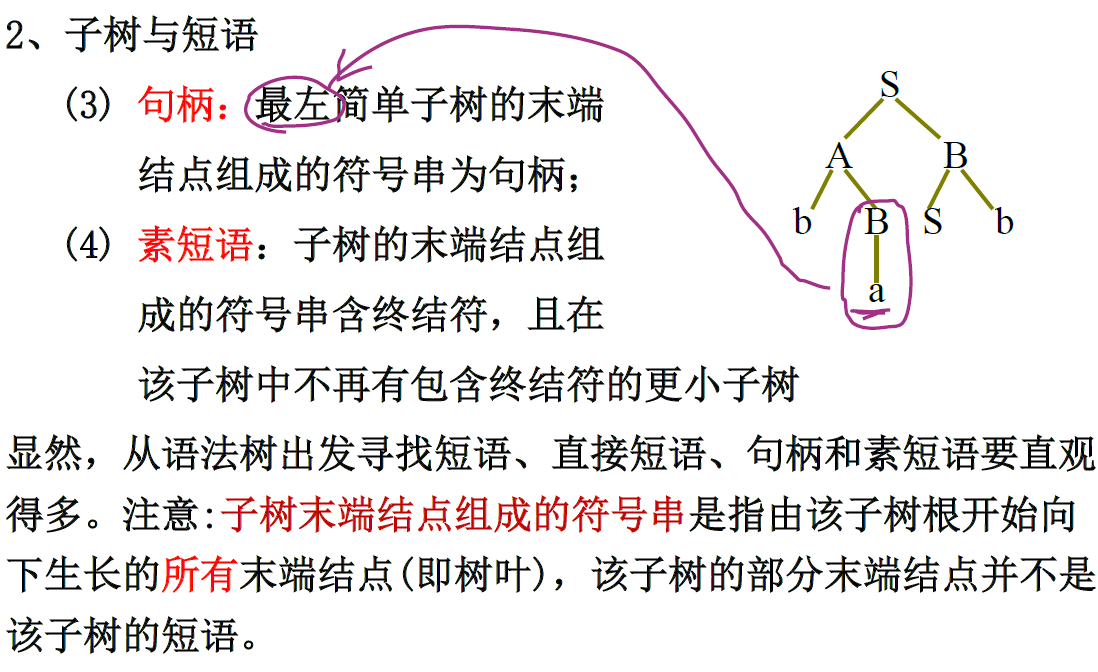 2、子树与短语
(3) 句柄：最左简单子树的末端
结点组成的符号串为句柄；
(4) 素短语：子树的末端结点组
成的符号串含终结符，且在
该子树中不再有包含终结符的更小子树
显然，从语法树出发寻找短语、直接短语、句柄和素短语要直观
得多。注意:子树末端结点组成的符号串是指由该子树根开始向
下生长的所有末端结点(即树叶)，该子树的部分末端结点并不是
该子树的短语。
S
A B
b B S b
a